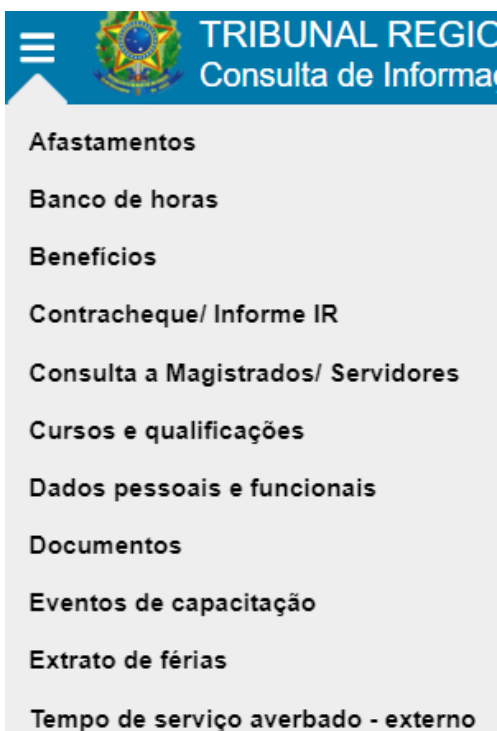 TRIBUNAL REGIO
Consulta de Informa
Afastamentos
Banco de horas
Benefícios
Contracheque/ Informe IR
Consulta a Magistrados/ Servidores
Cursos e qualificações
Dados pessoais e funcionais
Documentos
Eventos de capacitação
Extrato de férias
Tempo de serviço averbado - externo